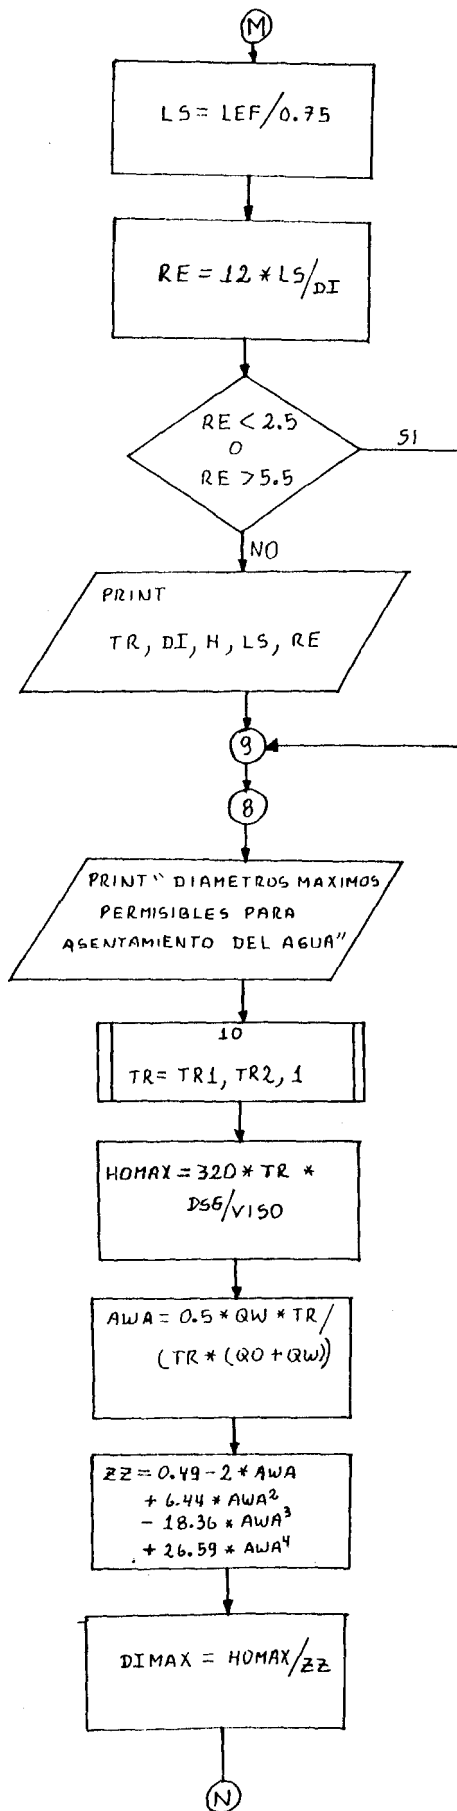 M
LS = LEF/0.75
RE = 12 * LS/DI
RE < 2.5
O
RE > 5.5
SI
NO
PRINT
TR, DI, H, LS, RE
9
8
PRINT " DIAMETROS MAXIMOS
PERMISIBLES PARA
ASENTAMIENTO DEL AGUA"
10
TR = TR1, TR2, 1
HOMAX = 320 * TR *
DSG/VISO
AWA = 0.5 * QW * TR/
(TR * (QO + QW))
ZZ = 0.49 - 2 * AWA
+ 6.44 * AWA²
- 18.36 * AWA³
+ 26.59 * AWA⁴
DIMAX = HOMAX/ZZ
N